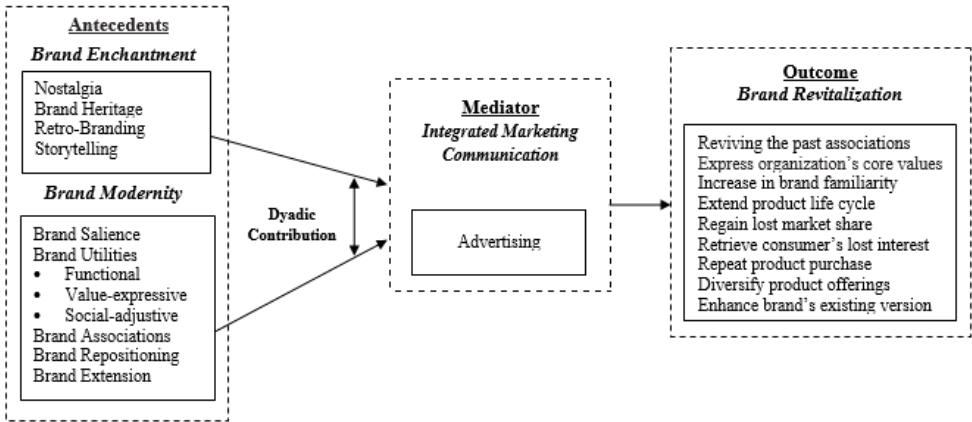 Antecedents
Brand Enchantment
Nostalgia
Brand Heritage
Retro-Branding
Storytelling
Brand Modernity
Brand Salience
Brand Utilities
• Functional
• Value-expressive
• Social-adjustive
Brand Associations
Brand Repositioning
Brand Extension
Dyadic
Contribution
Mediator
Integrated Marketing
Communication
Advertising
Outcome
Brand Revitalization
Reviving the past associations
Express organization's core values
Increase in brand familiarity
Extend product life cycle
Regain lost market share
Retrieve consumer's lost interest
Repeat product purchase
Diversify product offerings
Enhance brand's existing version